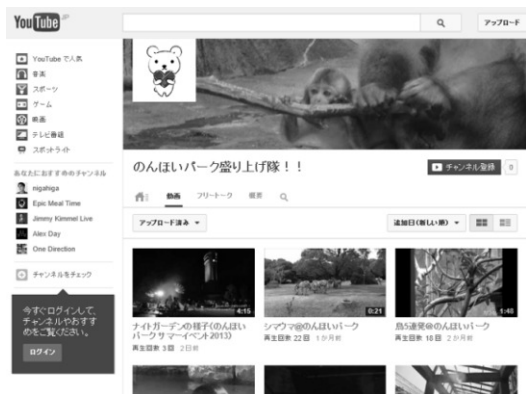 YouTube
アップロード
YouTube で人気
音楽
スポーツ
ゲーム
映画
テレビ番組
スポットライト
あなたにおすすめのチャンネル
nigahiga
Epic Meal Time
Jimmy Kimmel Live
Alex Day
One Direction
チャンネルをチェック
今すぐログインして、
チャンネルやおすす
めをご覧ください。
ログイン
のんほいパーク盛り上げ隊！！
チャンネル登録
0
動画
フリートーク
概要
アップロード済み
追加日(新しい順)
4:15
ナイトガーデンの様子(のんほい
パークサマーイベント2013)
再生回数 3 回 2 日前
0:21
シマウマ@のんほいパーク
再生回数 22 回 1 か月前
1:46
鳥5連発@のんほいパーク
再生回数 18 回 2 か月前